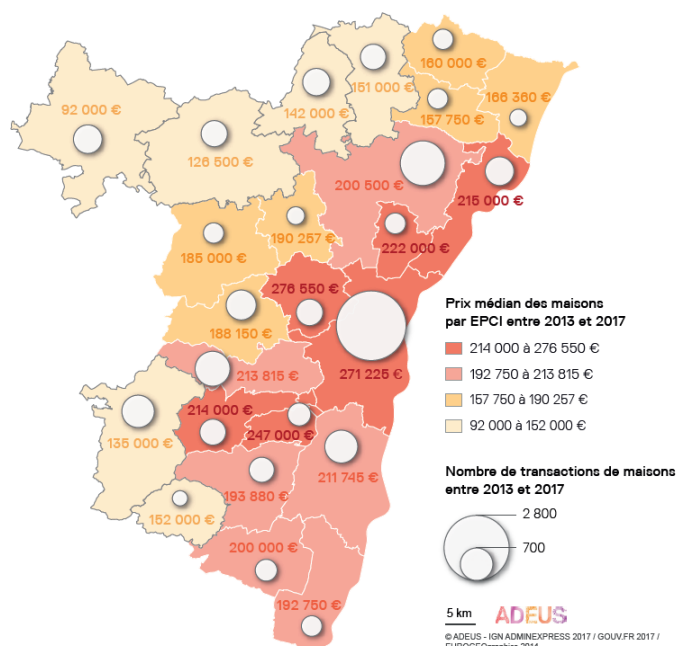 160 000 €
151 000 €
92 000 €
142 000 €
166 360 €
157 750 €
126 500 €
200 500 €
215 000 €
190 257 €
222 000 €
185 000 €
276 550 €
188 150 €
271 225 €
213 815 €
214 000 €
247 000 €
135 000 €
211 745 €
193 880 €
152 000 €
200 000 €
192 750 €
Prix médian des maisons
par EPCI entre 2013 et 2017
214 000 à 276 550 €
192 750 à 213 815 €
157 750 à 190 257 €
92 000 à 152 000 €
Nombre de transactions de maisons
entre 2013 et 2017
2 800
700
5 km
ADEUS
© ADEUS - IGN ADMINEXPRESS 2017 / GOUV.FR 2017 /